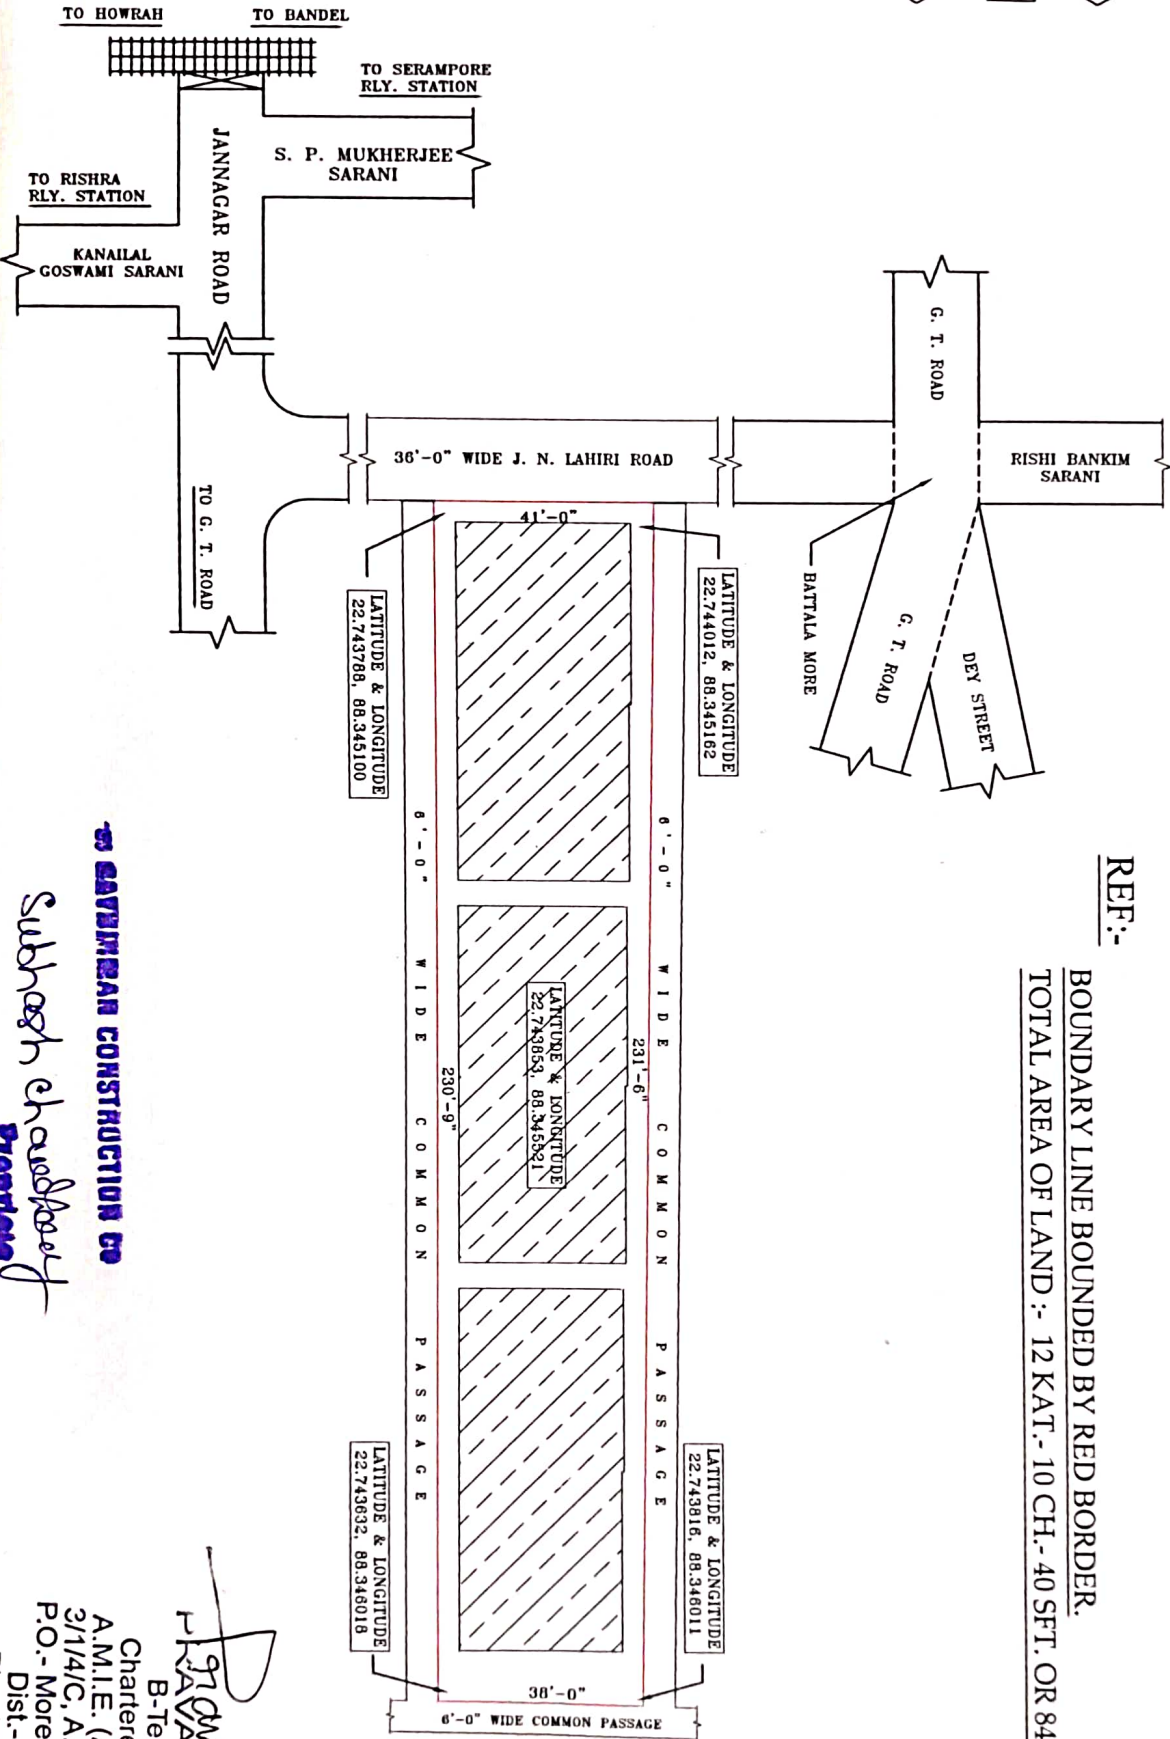 TO HOWRAH
TO BANDEL
TO SERAMPORE
RLY. STATION
JANNAGAR ROAD
S. P. MUKHERJEE
SARANI
TO RISHRA
RLY. STATION
KANAILAL
GOSWAMI SARANI
TO G. T. ROAD
G. T. ROAD
36'-0" WIDE J. N. LAHIRI ROAD
RISHI BANKIM
SARANI
BATTALA MORE
G. T. ROAD
DEY STREET
41'-0"
LATITUDE & LONGITUDE
22.743788, 88.345100
LATITUDE & LONGITUDE
22.744012, 88.345162
6'-0" WIDE COMMON PASSAGE
6'-0" WIDE COMMON PASSAGE
231'-6"
230'-9"
LATITUDE & LONGITUDE
22.743853, 88.345521
LATITUDE & LONGITUDE
22.743632, 88.346018
LATITUDE & LONGITUDE
22.743816, 88.346011
38'-0"
6'-0" WIDE COMMON PASSAGE
REF:-
BOUNDARY LINE BOUNDED BY RED BORDER.
TOTAL AREA OF LAND :- 12 KAT.- 10 CH.- 40 SFT. OR 84
CONSTRUCTION CO
Subhash
B-Te
Chartere
A.M.I.E. (
3/1/4/C, A
P.O.- More
Dist.-